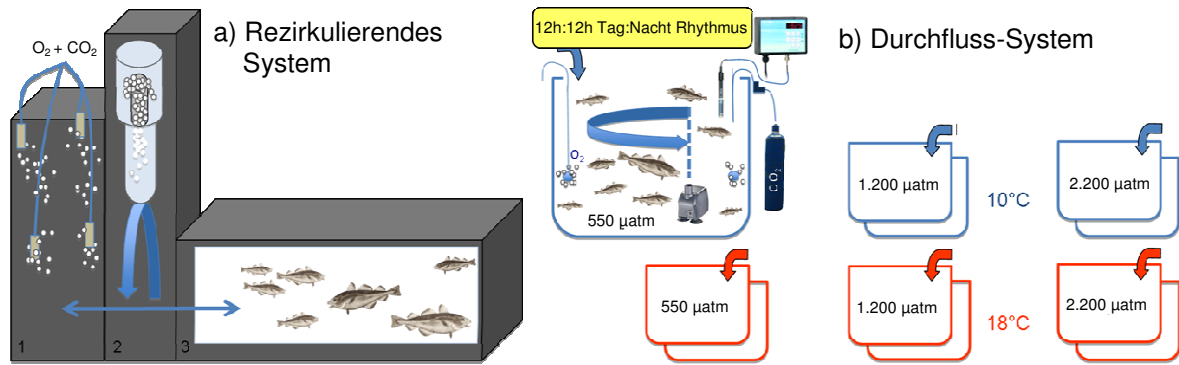 a) Rezirkulierendes
System
O₂ + CO₂
1
2
3
12h:12h Tag:Nacht Rhythmus
b) Durchfluss-System
O₂
CO₂
550 µatm
1.200 µatm
10°C
2.200 µatm
550 µatm
1.200 µatm
18°C
2.200 µatm